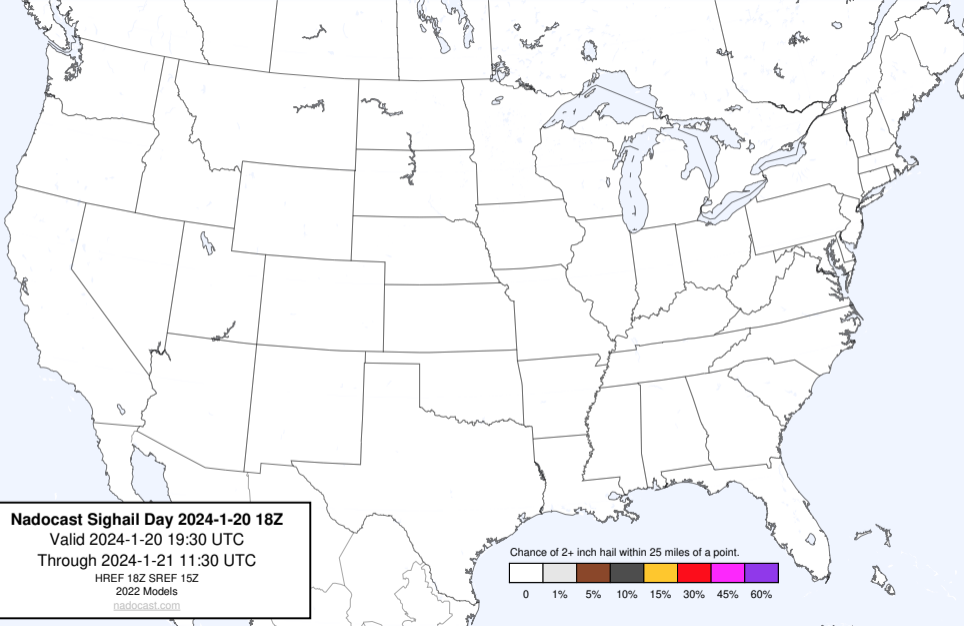 Nadocast Sighail Day 2024-1-20 18Z
Valid 2024-1-20 19:30 UTC
Through 2024-1-21 11:30 UTC
HREF 18Z SREF 15Z
2022 Models
nadocast.com
Chance of 2+ inch hail within 25 miles of a point.
0 1% 5% 10% 15% 30% 45% 60%